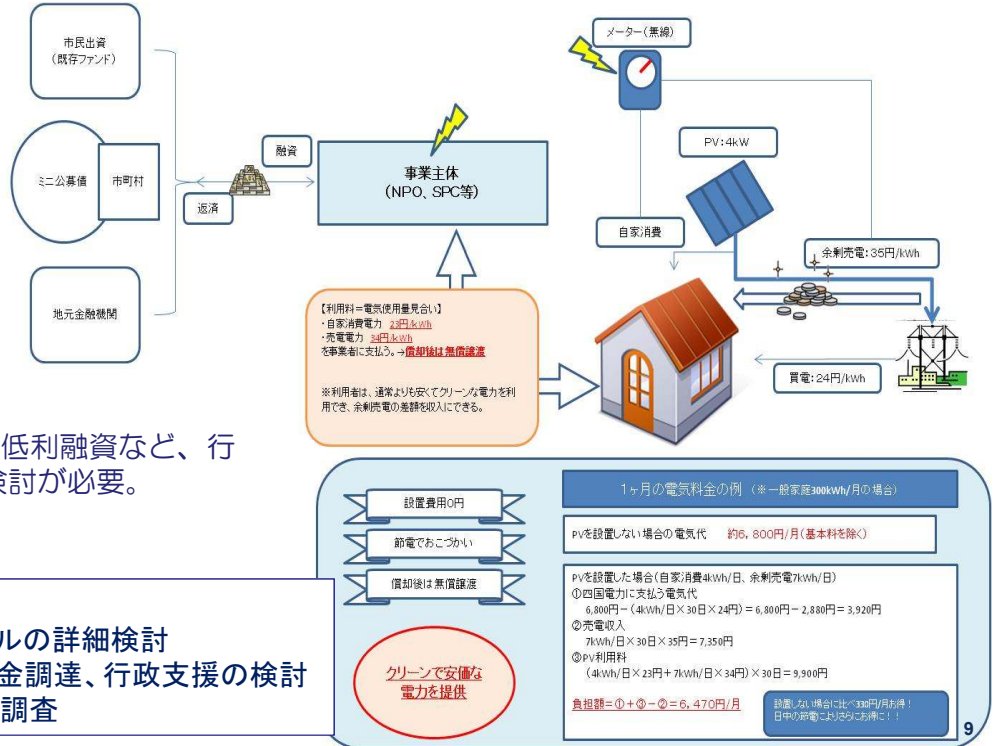 市民出資
(既存ファンド)
ミニ公募債
市町村
地元金融機関
融資
返済
事業主体
(NPO、SPC等)
メーター(無線)
PV:4kW
自家消費
余剰売電:35円/kWh
買電:24円/kWh
【利用料=電気使用量見合い】
・自家消費電力 23円/kWh
・売電電力 34円/kWh
を事業者に支払う。→償却後は無償譲渡
※利用者は、通常よりも安くてクリーンな電力を利
用でき、余剰売電の差額を収入にできる。
低利融資など、行
検討が必要。
ルの詳細検討
金調達、行政支援の検討
調査
設置費用0円
節電でおこづかい
償却後は無償譲渡
クリーンで安価な
電力を提供
1ヶ月の電気料金の例 (※一般家庭300kWh/月の場合)
PVを設置しない場合の電気代 約6,800円/月(基本料を除く)
PVを設置した場合(自家消費4kWh/日、余剰売電7kWh/日)
①四国電力に支払う電気代
6,800円-(4kWh/日×30日×24円)=6,800円-2,880円=3,920円
②売電収入
7kWh/日×30日×35円=7,350円
③PV利用料
(4kWh/日×23円+7kWh/日×34円)×30日=9,900円
負担額=①+③-②=6,470円/月
設置しない場合に比べ330円/月お得!
日中の節電によりさらにお得に!!
9